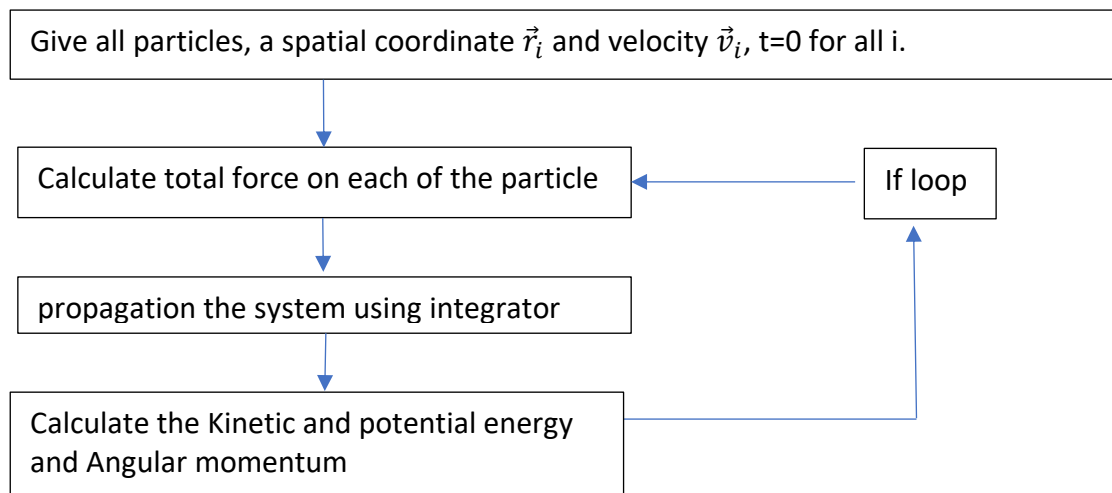 Give all particles, a spatial coordinate r⃗ᵢ and velocity v⃗ᵢ, t=0 for all i.
Calculate total force on each of the particle
If loop
propagation the system using integrator
Calculate the Kinetic and potential energy
and Angular momentum